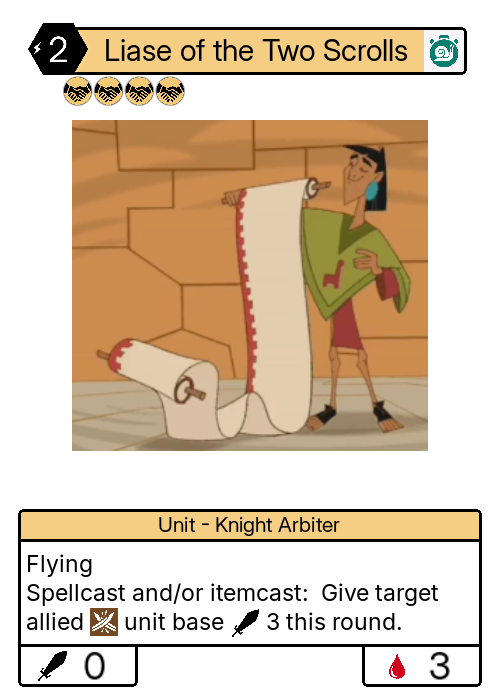 2 Liase of the Two Scrolls
Unit - Knight Arbiter
Flying
Spellcast and/or itemcast:  Give target
allied unit base 3 this round.
0 3